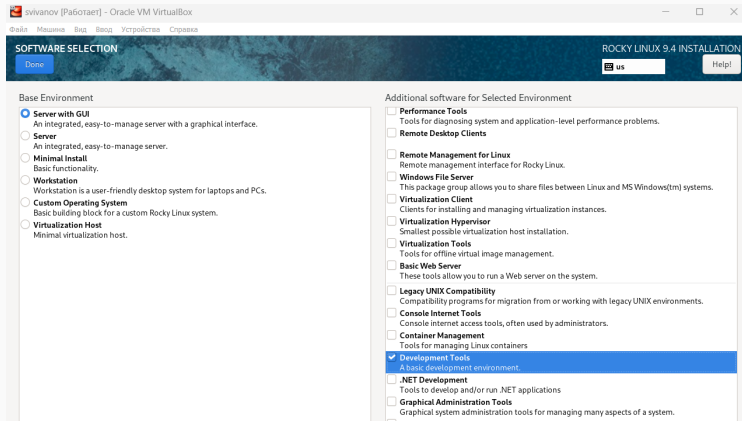 svivanov [Работает] - Oracle VM VirtualBox
Файл Машина Вид Ввод Устройства Справка
SOFTWARE SELECTION
ROCKY LINUX 9.4 INSTALLATION
Done
us
Help!
Base Environment
Server with GUI
An integrated, easy-to-manage server with a graphical interface.
Server
An integrated, easy-to-manage server.
Minimal Install
Basic functionality.
Workstation
Workstation is a user-friendly desktop system for laptops and PCs.
Custom Operating System
Basic building block for a custom Rocky Linux system.
Virtualization Host
Minimal virtualization host.
Additional software for Selected Environment
Performance Tools
Tools for diagnosing system and application-level performance problems.
Remote Desktop Clients
Remote Management for Linux
Remote management interface for Rocky Linux.
Windows File Server
This package group allows you to share files between Linux and MS Windows(tm) systems.
Virtualization Client
Clients for installing and managing virtualization instances.
Virtualization Hypervisor
Smallest possible virtualization host installation.
Virtualization Tools
Tools for offline virtual image management.
Basic Web Server
These tools allow you to run a Web server on the system.
Legacy UNIX Compatibility
Compatibility programs for migration from or working with legacy UNIX environments.
Console Internet Tools
Console internet access tools, often used by administrators.
Container Management
Tools for managing Linux containers
Development Tools
A basic development environment.
.NET Development
Tools to develop and/or run .NET applications
Graphical Administration Tools
Graphical system administration tools for managing many aspects of a system.